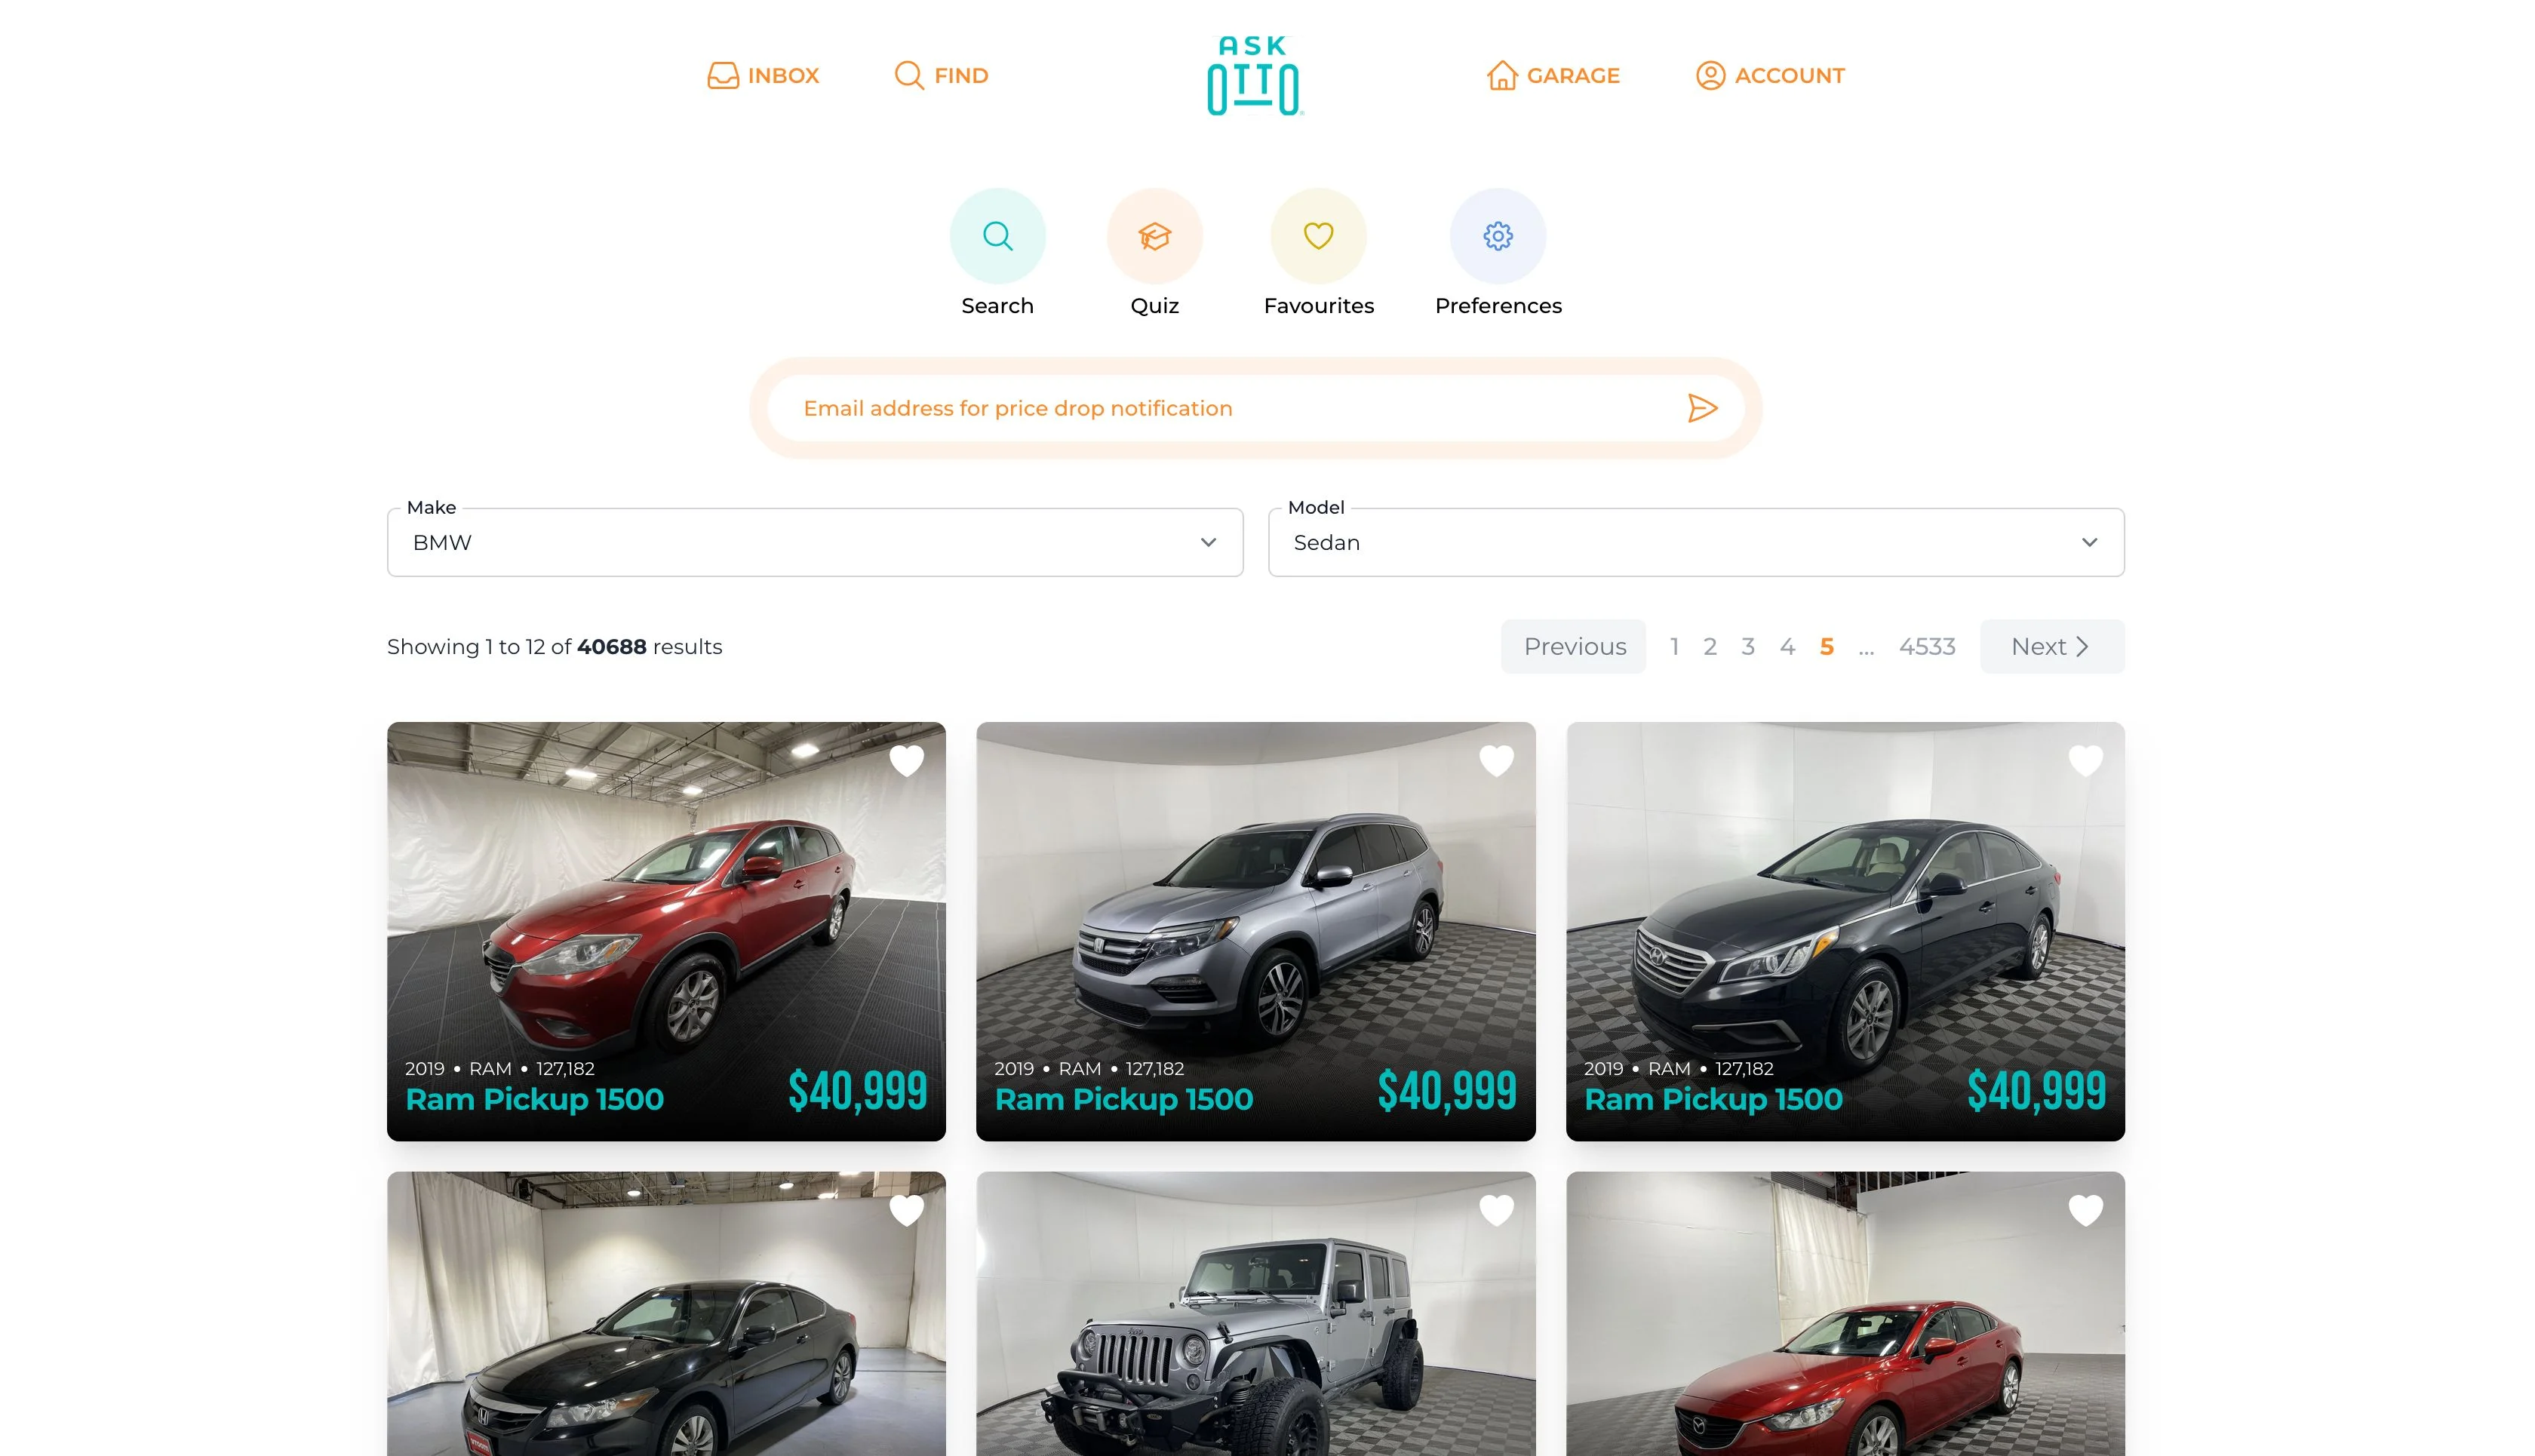 INBOX
FIND
ASK
OTTO
GARAGE
ACCOUNT
Search
Quiz
Favourites
Preferences
Email address for price drop notification
Make
BMW
Model
Sedan
Showing 1 to 12 of 40688 results
Previous 1 2 3 4 5 ... 4533 Next
2019 • RAM • 127,182
Ram Pickup 1500
$40,999
2019 • RAM • 127,182
Ram Pickup 1500
$40,999
2019 • RAM • 127,182
Ram Pickup 1500
$40,999